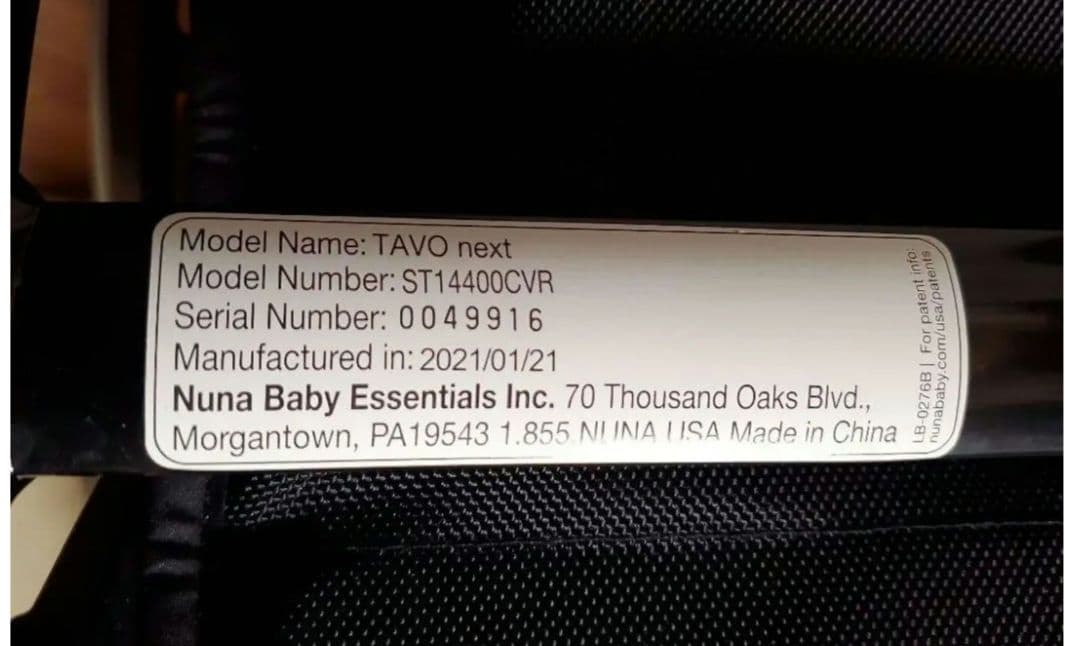 Model Name: TAVO next
Model Number: ST14400CVR
Serial Number: 0049916
Manufactured in: 2021/01/21
Nuna Baby Essentials Inc. 70 Thousand Oaks Blvd.,
Morgantown, PA19543 1.855.NUNA USA Made in China
LB-0276B | For patent info:
nunababy.com/usa/patents